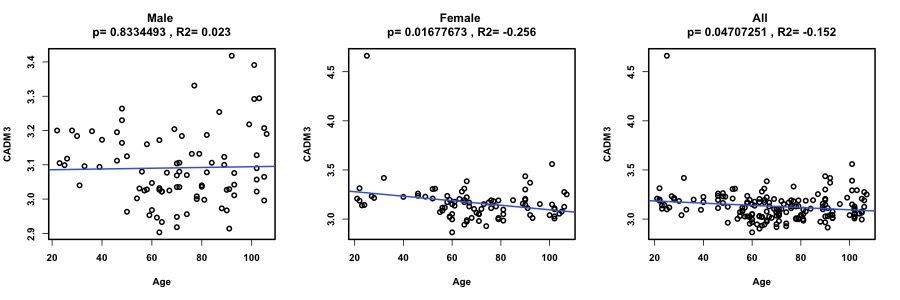 Male
p= 0.8334493 , R2= 0.023
3.4
3.3
3.2
3.1
3.0
2.9
CADM3
20 40 60 80 100
Age
Female
p= 0.01677673 , R2= -0.256
4.5
4.0
3.5
3.0
CADM3
20 40 60 80 100
Age
All
p= 0.04707251 , R2= -0.152
4.5
4.0
3.5
3.0
CADM3
20 40 60 80 100
Age